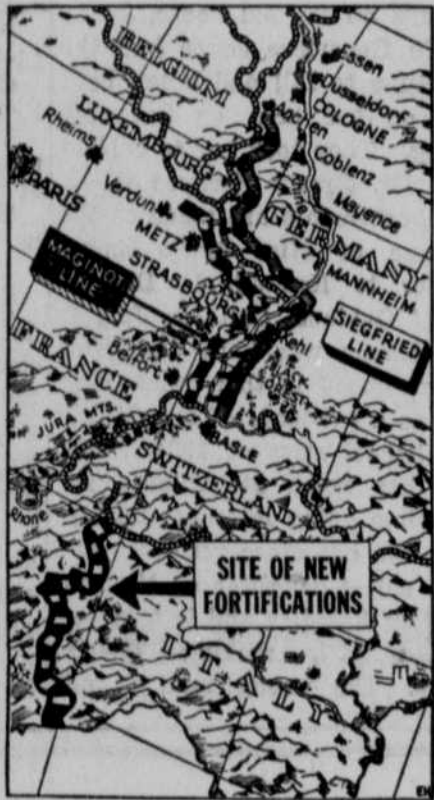 BELGIUM
Essen
Dusseldorf
COLOGNE
Aachen
LUXEMBOURG
Rheims
Coblenz
Rhine
PARIS
Verdun
Mayence
METZ
GERMANY
MAGINOT
LINE
STRASBOURG
MANNHEIM
SIEGFRIED
LINE
FRANCE
Kehl
Belfort
BLACK
JURA MTS.
BASLE
SWITZERLAND
Rhone
SITE OF NEW
FORTIFICATIONS
ITALY